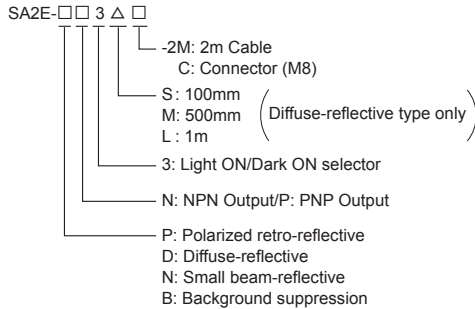 SA2E-□□3△□
-2M: 2m Cable
C: Connector (M8)
S: 100mm
M: 500mm
L: 1m
(Diffuse-reflective type only)
3: Light ON/Dark ON selector
N: NPN Output/P: PNP Output
P: Polarized retro-reflective
D: Diffuse-reflective
N: Small beam-reflective
B: Background suppression